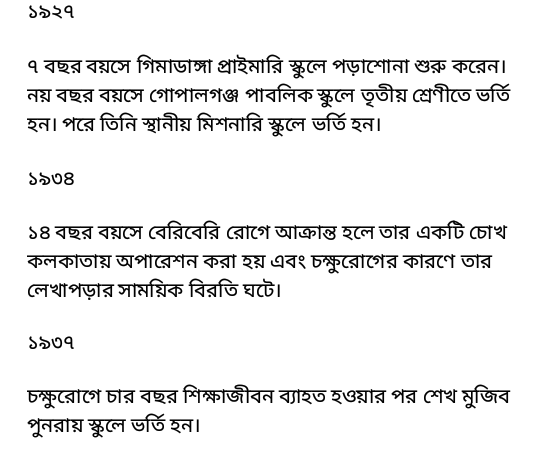 ১৯২৭
৭ বছর বয়সে গিমাডাঙ্গা প্রাইমারি স্কুলে পড়াশোনা শুরু করেন।
নয় বছর বয়সে গোপালগঞ্জ পাবলিক স্কুলে তৃতীয় শ্রেণীতে ভর্তি
হন। পরে তিনি স্থানীয় মিশনারি স্কুলে ভর্তি হন।
১৯৩৪
১৪ বছর বয়সে বেরিবেরি রোগে আক্রান্ত হলে তার একটি চোখ
কলকাতায় অপারেশন করা হয় এবং চক্ষুরোগের কারণে তার
লেখাপড়ার সাময়িক বিরতি ঘটে।
১৯৩৭
চক্ষুরোগে চার বছর শিক্ষাজীবন ব্যাহত হওয়ার পর শেখ মুজিব
পুনরায় স্কুলে ভর্তি হন।